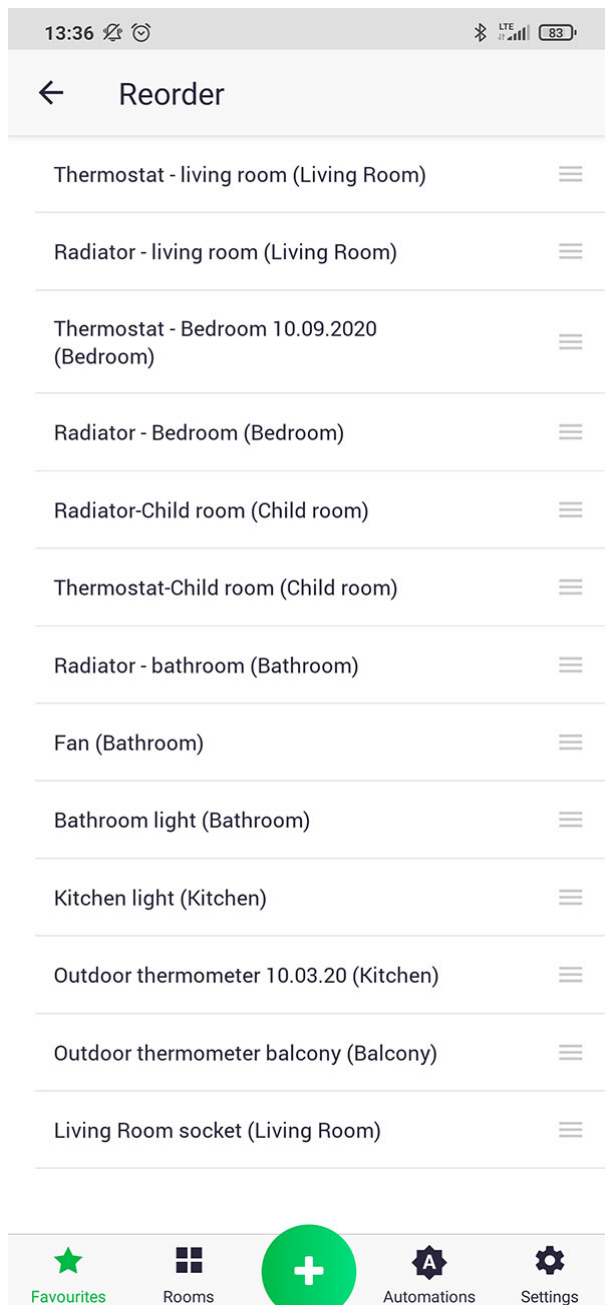 13:36 LTE 83
Reorder
Thermostat - living room (Living Room)
Radiator - living room (Living Room)
Thermostat - Bedroom 10.09.2020
(Bedroom)
Radiator - Bedroom (Bedroom)
Radiator-Child room (Child room)
Thermostat-Child room (Child room)
Radiator - bathroom (Bathroom)
Fan (Bathroom)
Bathroom light (Bathroom)
Kitchen light (Kitchen)
Outdoor thermometer 10.03.20 (Kitchen)
Outdoor thermometer balcony (Balcony)
Living Room socket (Living Room)
A
Favourites Rooms Automations Settings